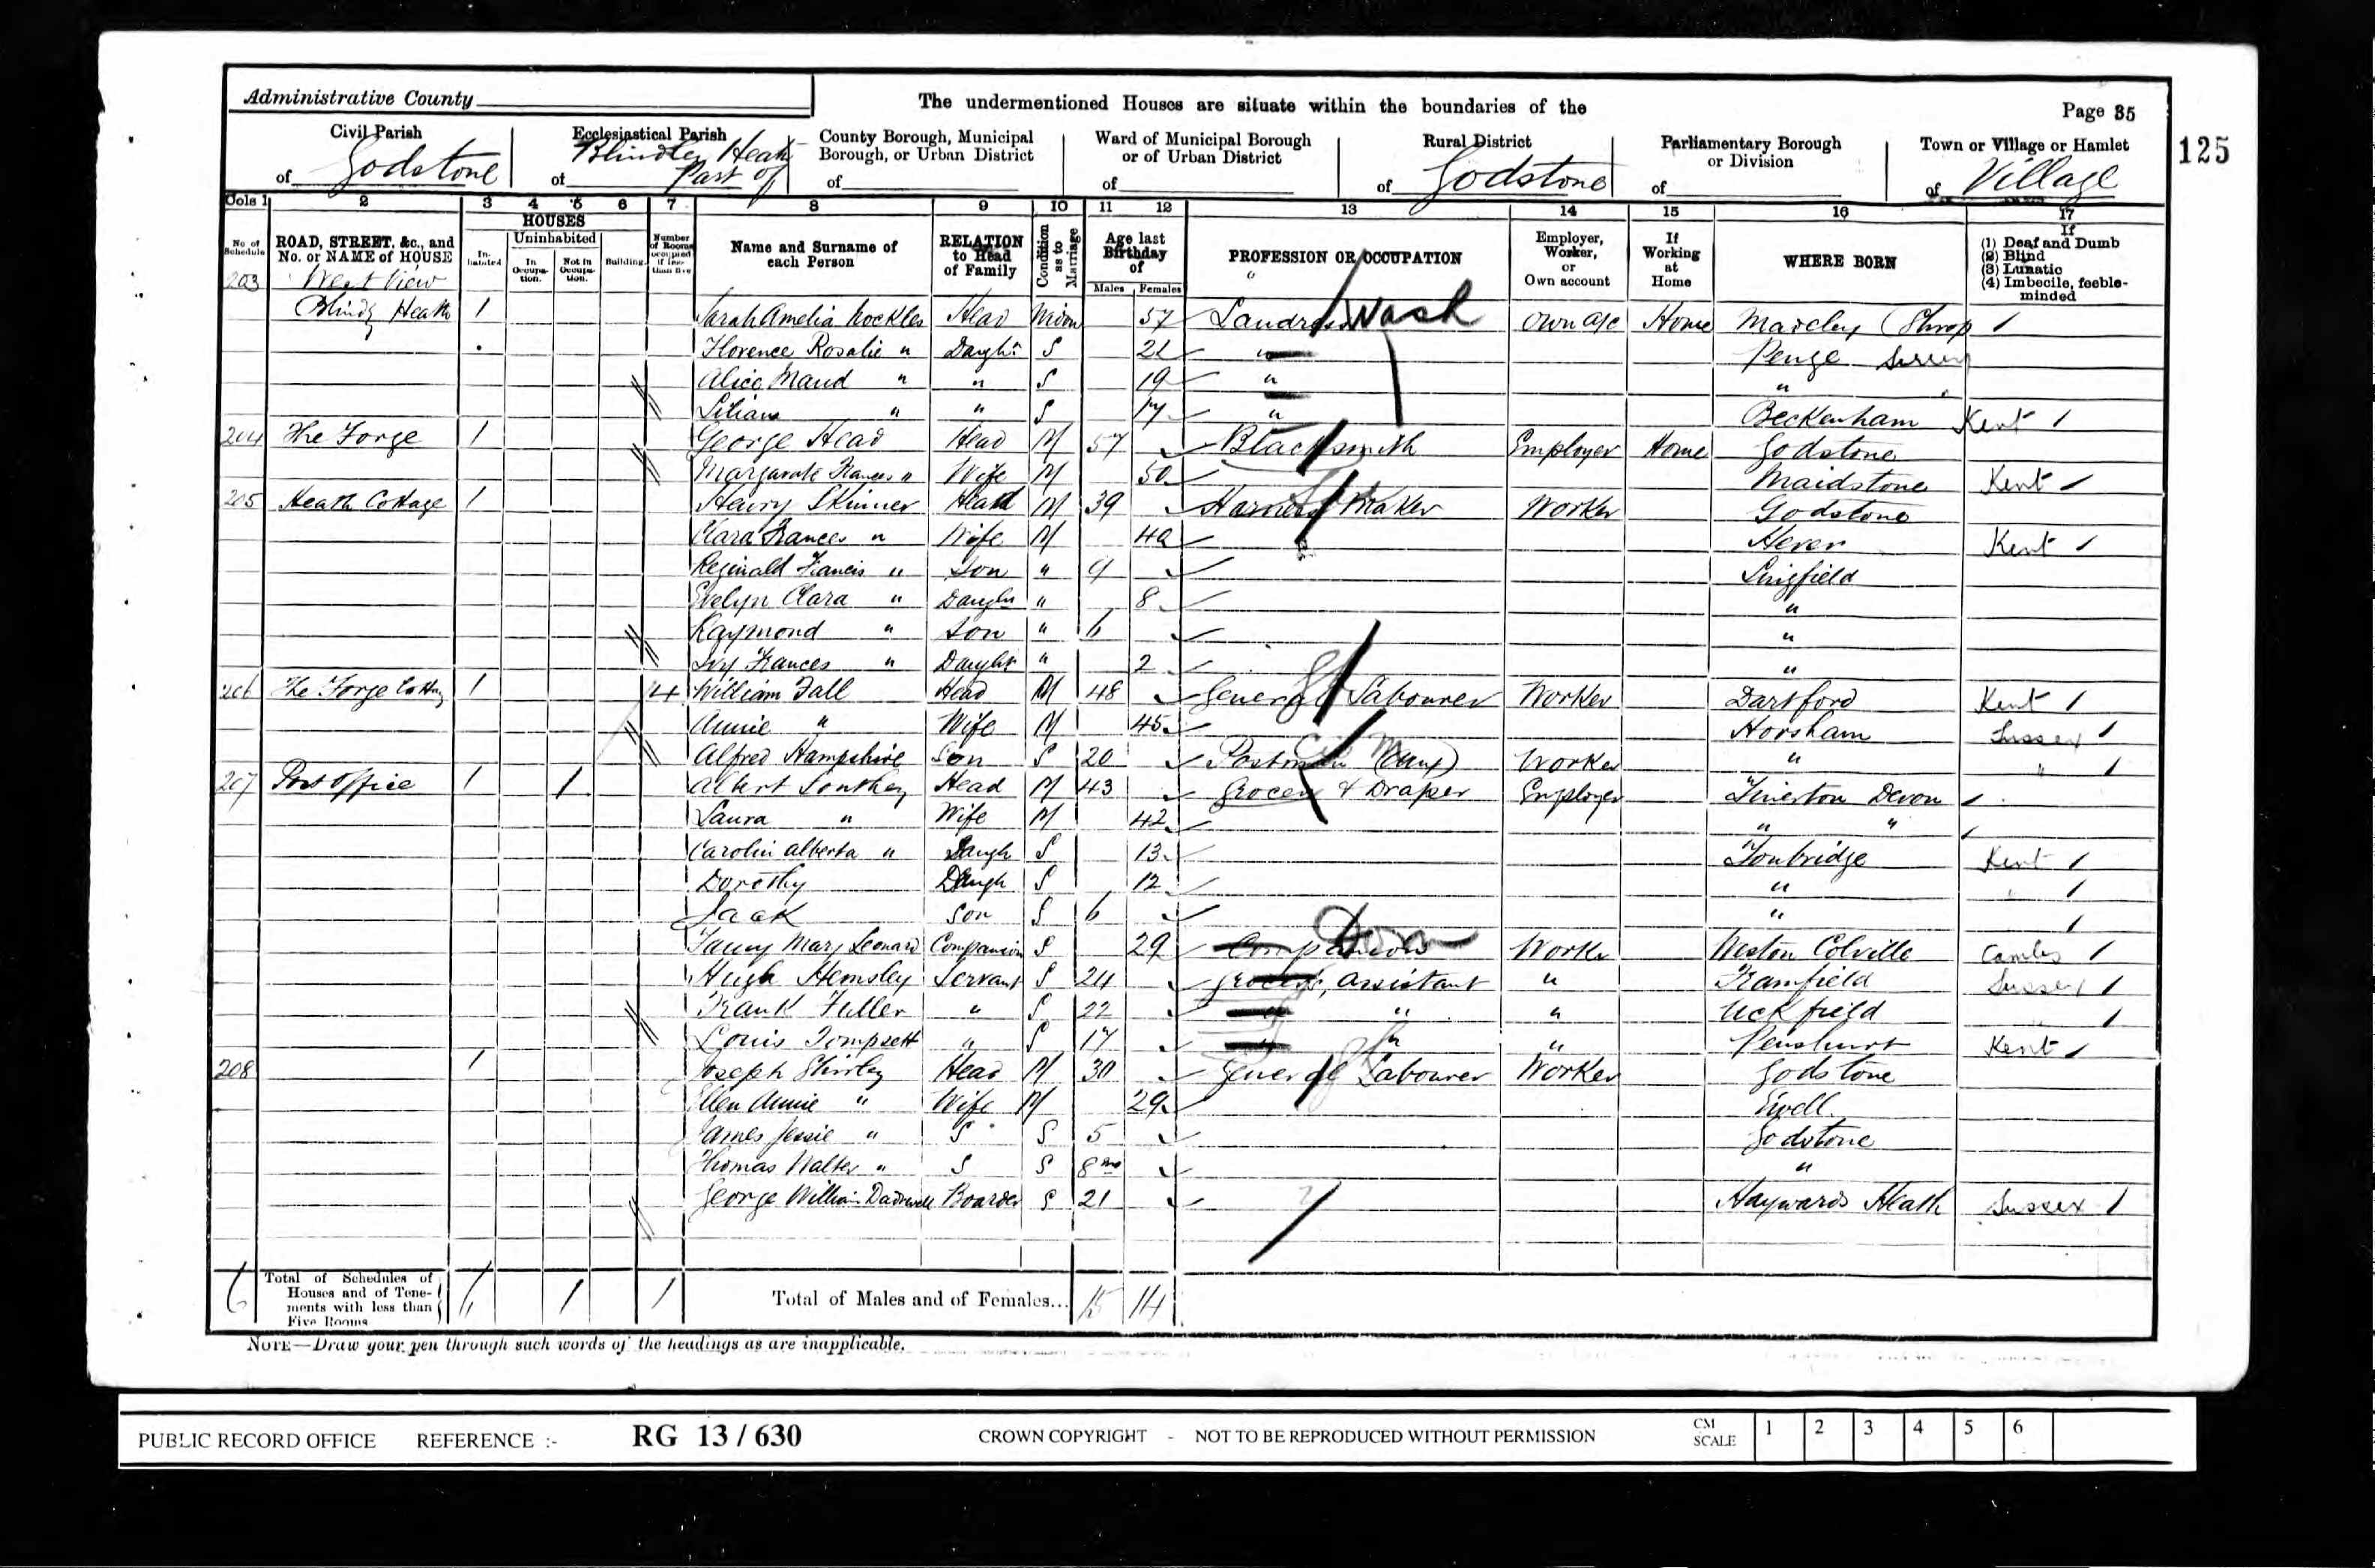 Administrative County
The undermentioned Houses are situate within the boundaries of the
Page 35
125
Civil Parish of Godstone
Ecclesiastical Parish of Blindley Heath Part of
County Borough, Municipal Borough, or Urban District of
Ward of Municipal Borough or of Urban District of
Rural District of Godstone
Parliamentary Borough or Division of
Town or Village or Hamlet of Village
Cols 1 2 3 4 5 6 7 8 9 10 11 12 13 14 15 16 17
No. of Schedule
ROAD, STREET, &c., and No. or NAME of HOUSE
HOUSES
Inhabited
Uninhabited
In Occupation.
Not in Occupation.
Building
Number of Rooms occupied if less than five
Name and Surname of each Person
RELATION to Head of Family
Condition as to Marriage
Age last Birthday of
Males Females
PROFESSION OR OCCUPATION
Employer, Worker, or Own account
If Working at Home
WHERE BORN
If
(1) Deaf and Dumb
(2) Blind
(3) Lunatic
(4) Imbecile, feeble-minded
203 West View
1 Sarah Amelia Head 57 Wash Own a/c Home (Shrop /
Florence Rosalie " Daughr S 21 " Penge Surrey
Alice Maud " " S 19 " "
" " S 17 " Beckenham Kent /
204 The Forge 1 George Head Head M 57 Blacksmith Employer Home Godstone
Frances " Wife M 50 Maidstone Kent /
205 Heath Cottage 1 Henry Skinner Head M 39 Harness Maker Worker Godstone
Clara Frances " Wife M 40 Hever Kent /
Reginald Francis " Son " 9 Lingfield
Evelyn Clara " Daughr " 8 "
Raymond " Son " 6 "
Ivy Frances " Daughr " 2 "
206 The Forge 1 4 William Fall Head M 48 General Labourer Worker Dartford Kent /
Annie " Wife M 45 Horsham Sussex /
Alfred Hampshire Son S 20 Postman Worker " " /
207 Post Office 1 1 Albert Southey Head M 43 Grocer & Draper Employer Tiverton Devon /
Laura " Wife M 42 " " /
Carolin Alberta " Daugh S 13 Tonbridge Kent /
Dorothy Daugh S 12 " " /
Jack Son S 6 " /
Mary Leonard Companion S 29 Companion Dom Worker Weston Colville Cambs /
Hugh Hemsley Servant S 24 Grocers Assistant " Framfield Sussex /
Frank Fuller " S 22 " " " Uckfield /
Louis Tompsett " S 17 " " " Penshurst Kent /
208 1 Joseph Shirley Head M 30 General Labourer Worker Godstone
Ellen Annie " Wife M 29 Ewell
James Jessie " S S 5 Godstone
Thomas Walter " S S 8 mo "
George William Boarder S 21 Haywards Heath Sussex /
6 Total of Schedules of Houses and of Tenements with less than Five Rooms 6 1 1
Total of Males and of Females... 15 14
NOTE—Draw your pen through such words of the headings as are inapplicable.
PUBLIC RECORD OFFICE REFERENCE :- RG 13 / 630 CROWN COPYRIGHT - NOT TO BE REPRODUCED WITHOUT PERMISSION CM SCALE 1 2 3 4 5 6